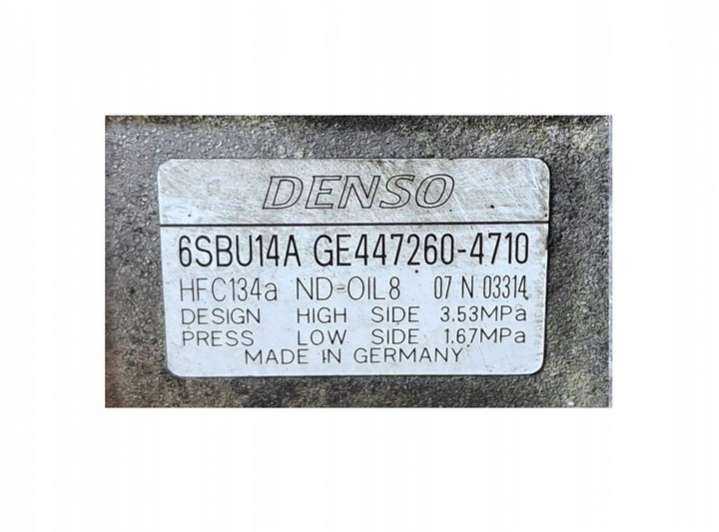 DENSO
6SBU14A GE447260-4710
HFC134a ND-OIL8 07 N 03314
DESIGN HIGH SIDE 3.53MPa
PRESS LOW SIDE 1.67MPa
MADE IN GERMANY